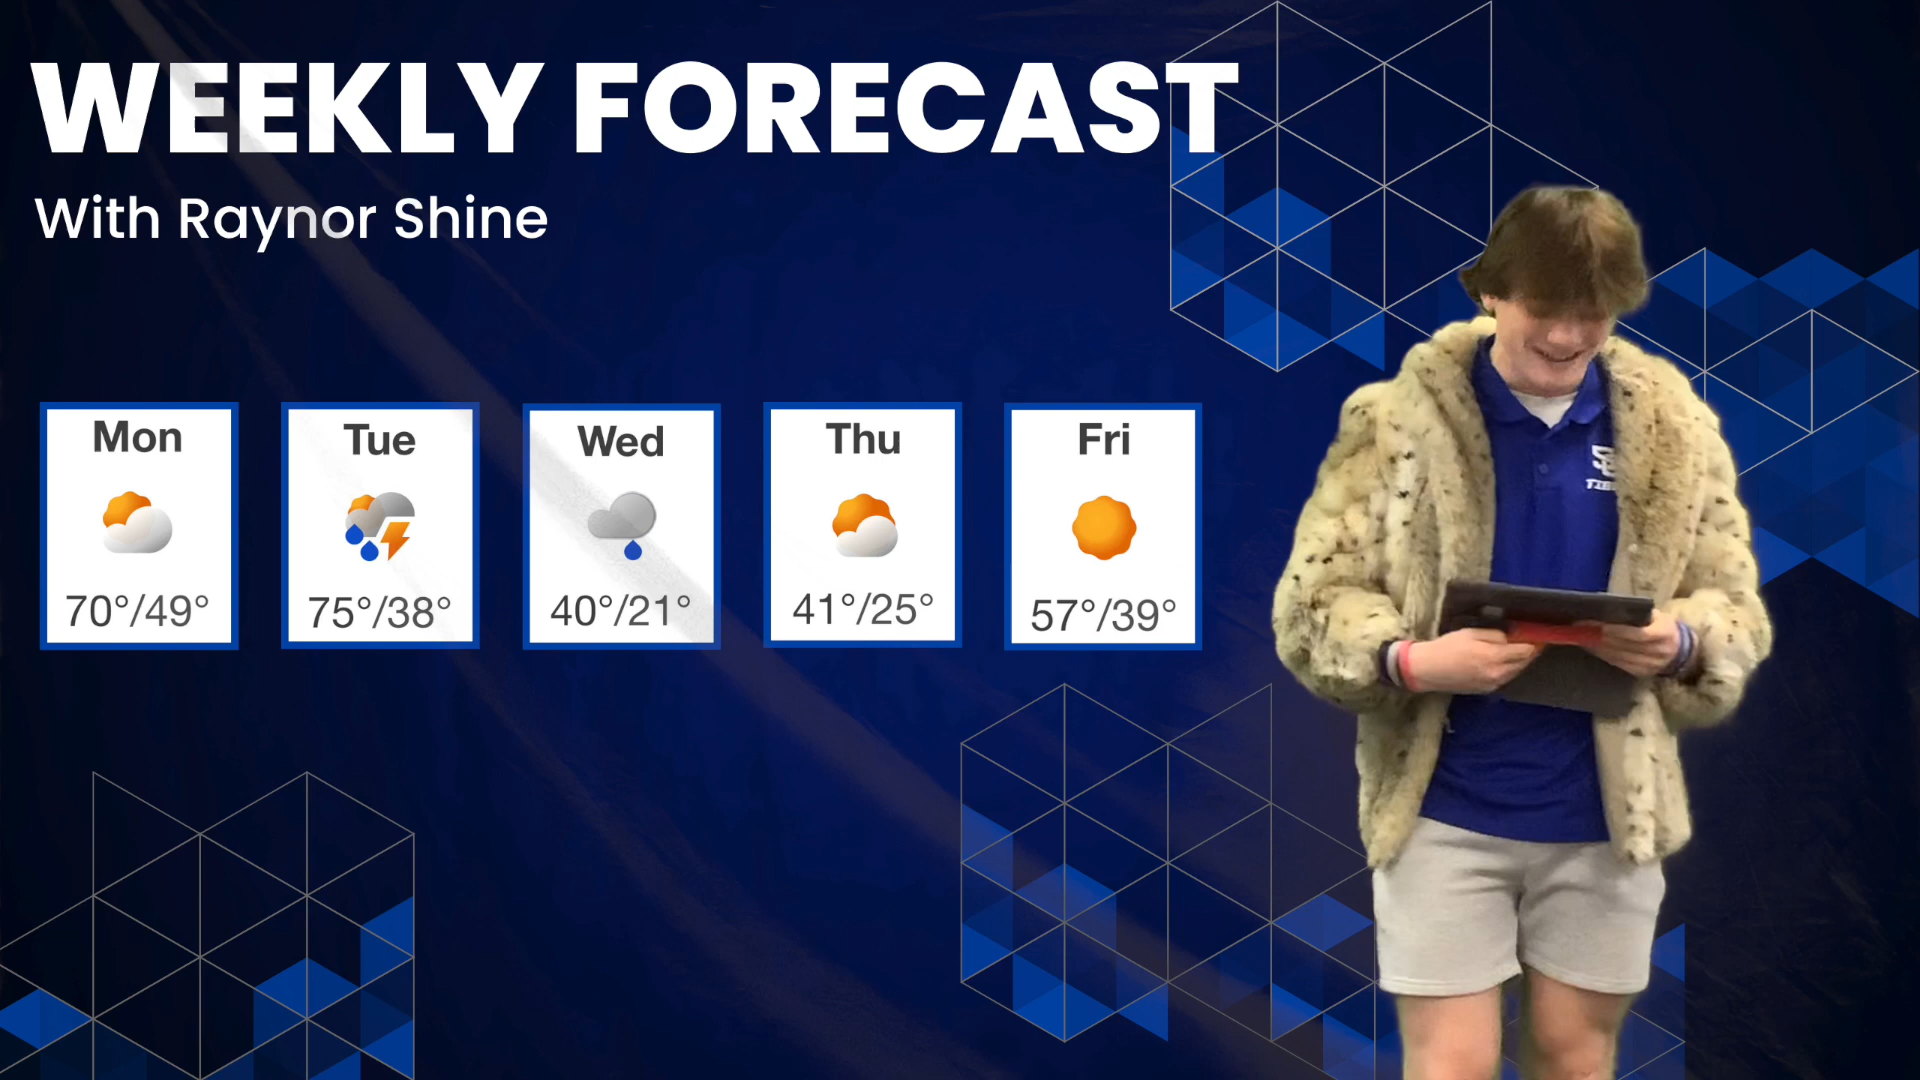 WEEKLY FORECAST
With Raynor Shine
Mon
Tue
Wed
Thu
Fri
70°/49°
75°/38°
40°/21°
41°/25°
57°/39°